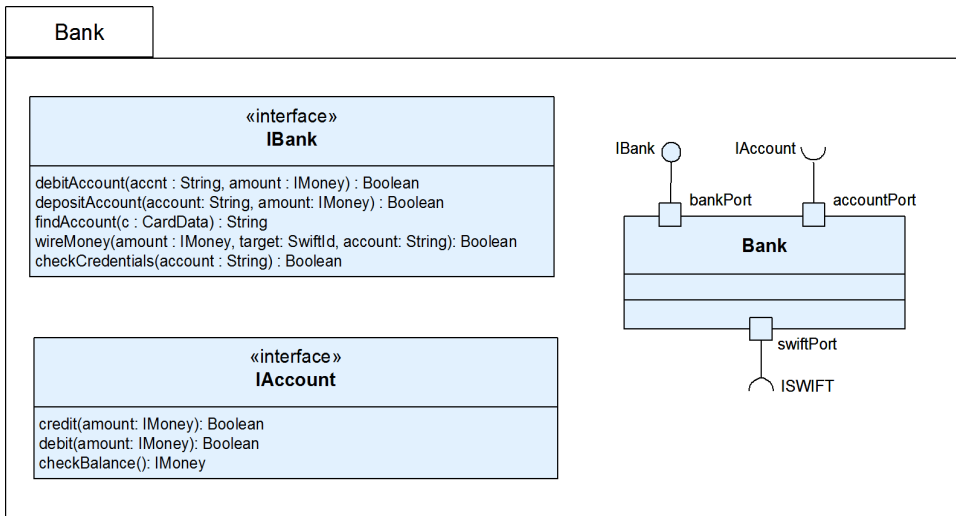 Bank
«interface»
IBank
debitAccount(accnt : String, amount : IMoney) : Boolean
depositAccount(account: String, amount: IMoney) : Boolean
findAccount(c : CardData) : String
wireMoney(amount : IMoney, target: SwiftId, account: String): Boolean
checkCredentials(account : String) : Boolean
«interface»
IAccount
credit(amount: IMoney): Boolean
debit(amount: IMoney): Boolean
checkBalance(): IMoney
IBank
IAccount
bankPort
accountPort
Bank
swiftPort
ISWIFT